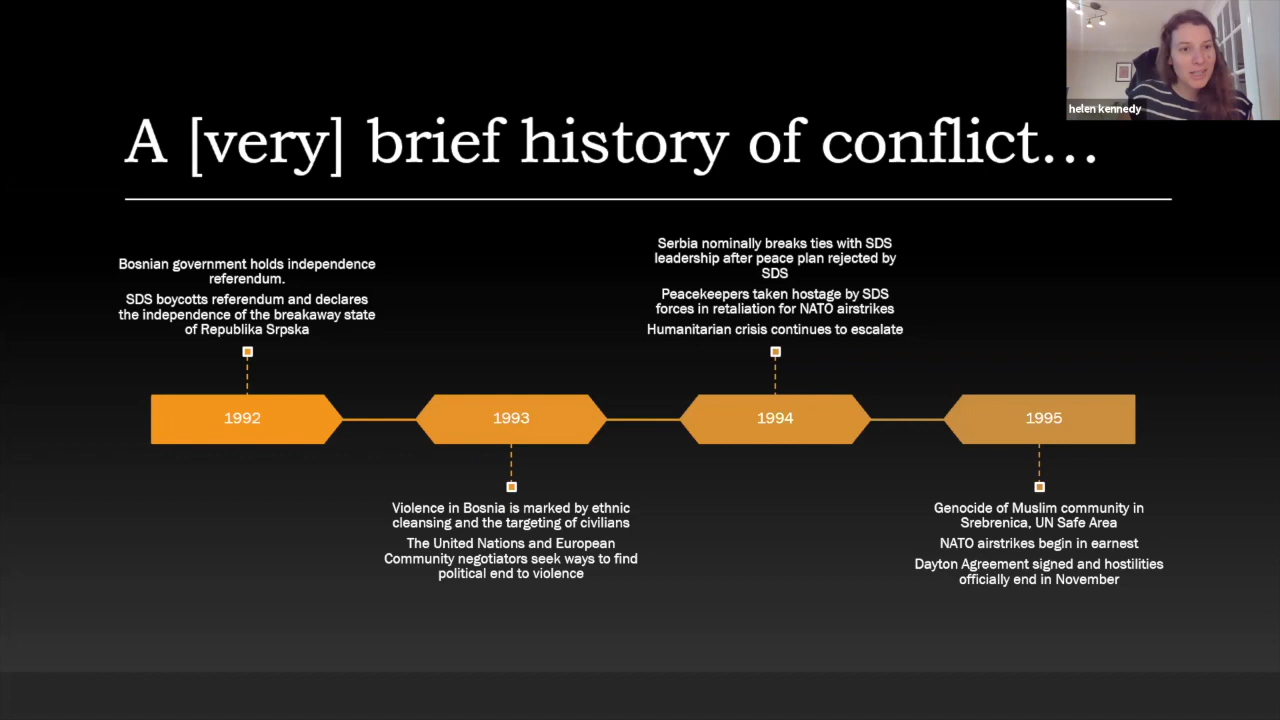 helen kennedy
A [very] brief history of conflict…
Bosnian government holds independence
referendum.
SDS boycotts referendum and declares
the independence of the breakaway state
of Republika Srpska
Serbia nominally breaks ties with SDS
leadership after peace plan rejected by
SDS
Peacekeepers taken hostage by SDS
forces in retaliation for NATO airstrikes
Humanitarian crisis continues to escalate
1992
1993
1994
1995
Violence in Bosnia is marked by ethnic
cleansing and the targeting of civilians
The United Nations and European
Community negotiators seek ways to find
political end to violence
Genocide of Muslim community in
Srebrenica, UN Safe Area
NATO airstrikes begin in earnest
Dayton Agreement signed and hostilities
officially end in November